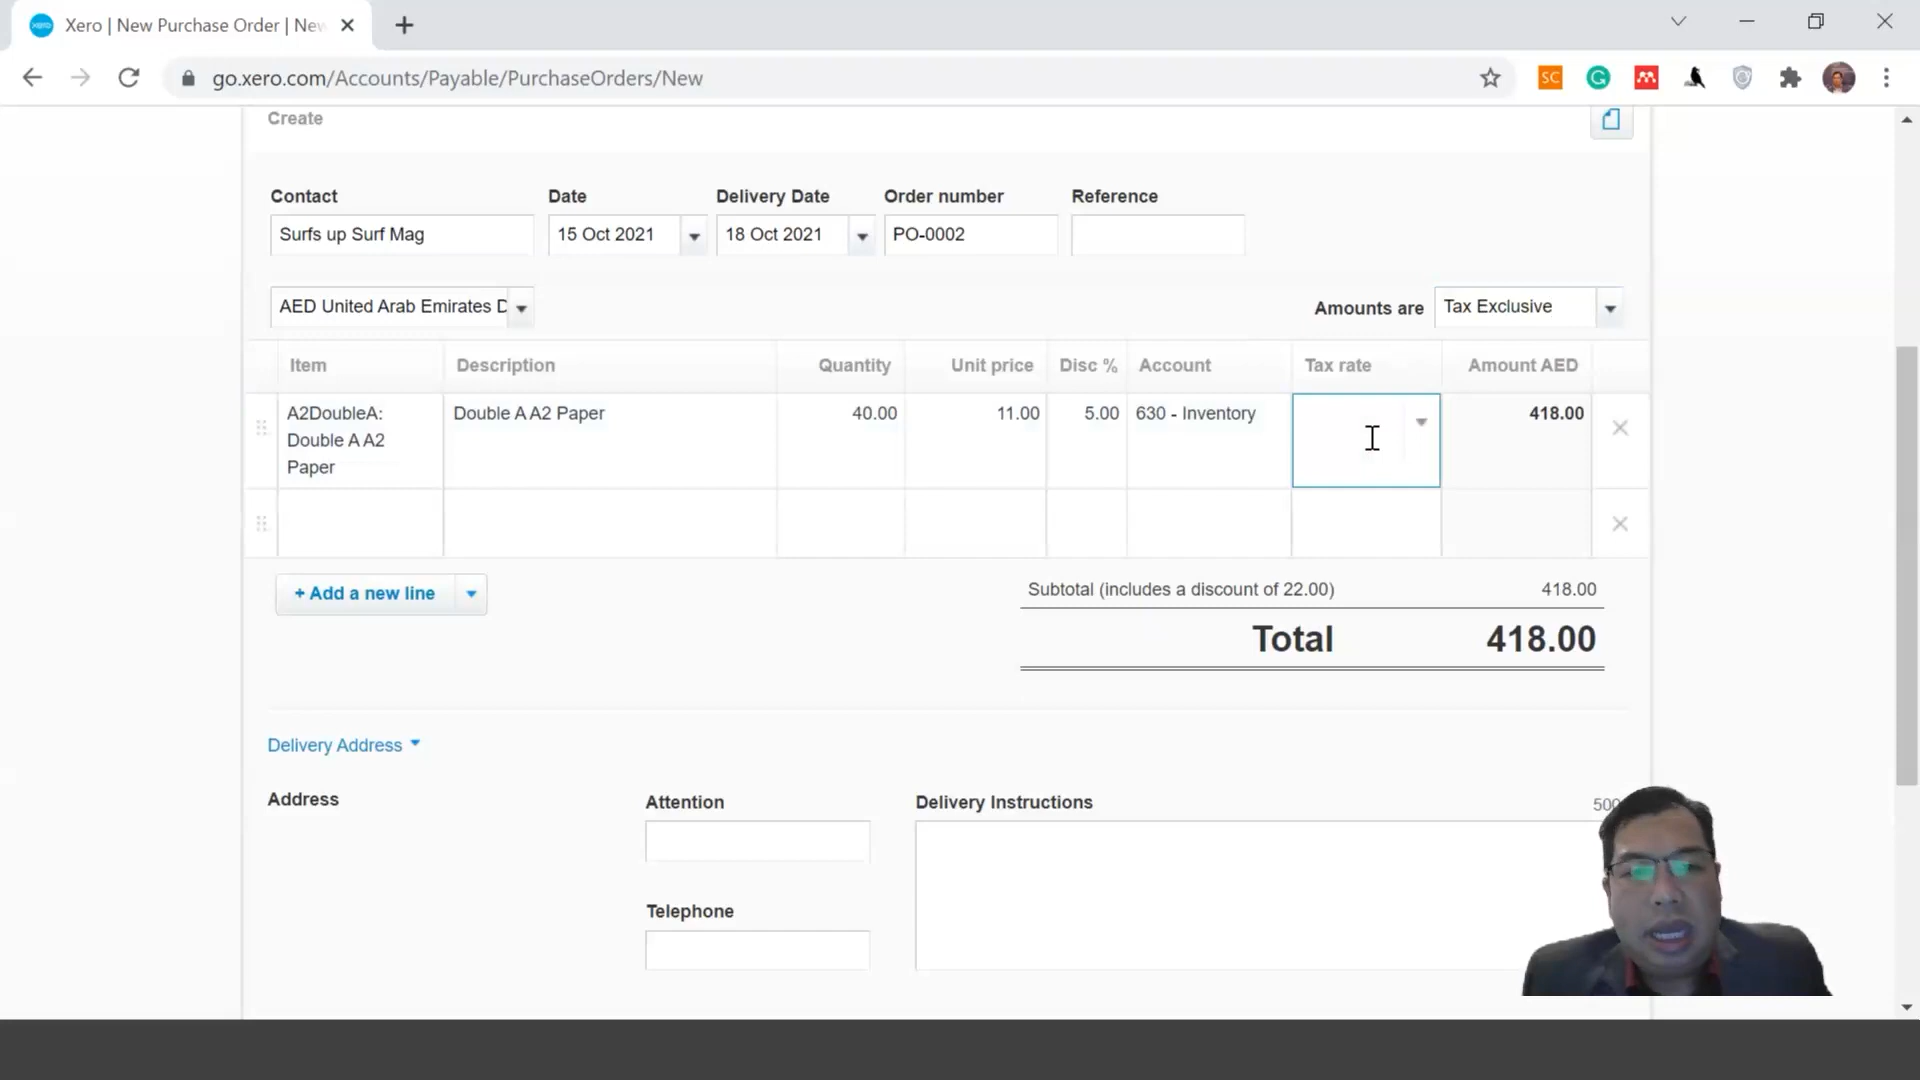 Xero | New Purchase Order | New
go.xero.com/Accounts/Payable/PurchaseOrders/New
SC
Create
Contact Date Delivery Date Order number Reference
Surfs up Surf Mag 15 Oct 2021 18 Oct 2021 PO-0002
AED United Arab Emirates D Amounts are Tax Exclusive
Item Description Quantity Unit price Disc % Account Tax rate Amount AED
A2DoubleA: Double A A2 Paper 40.00 11.00 5.00 630 - Inventory 418.00
Double A A2
Paper
+ Add a new line
Subtotal (includes a discount of 22.00) 418.00
Total 418.00
Delivery Address
Address Attention Delivery Instructions 500
Telephone